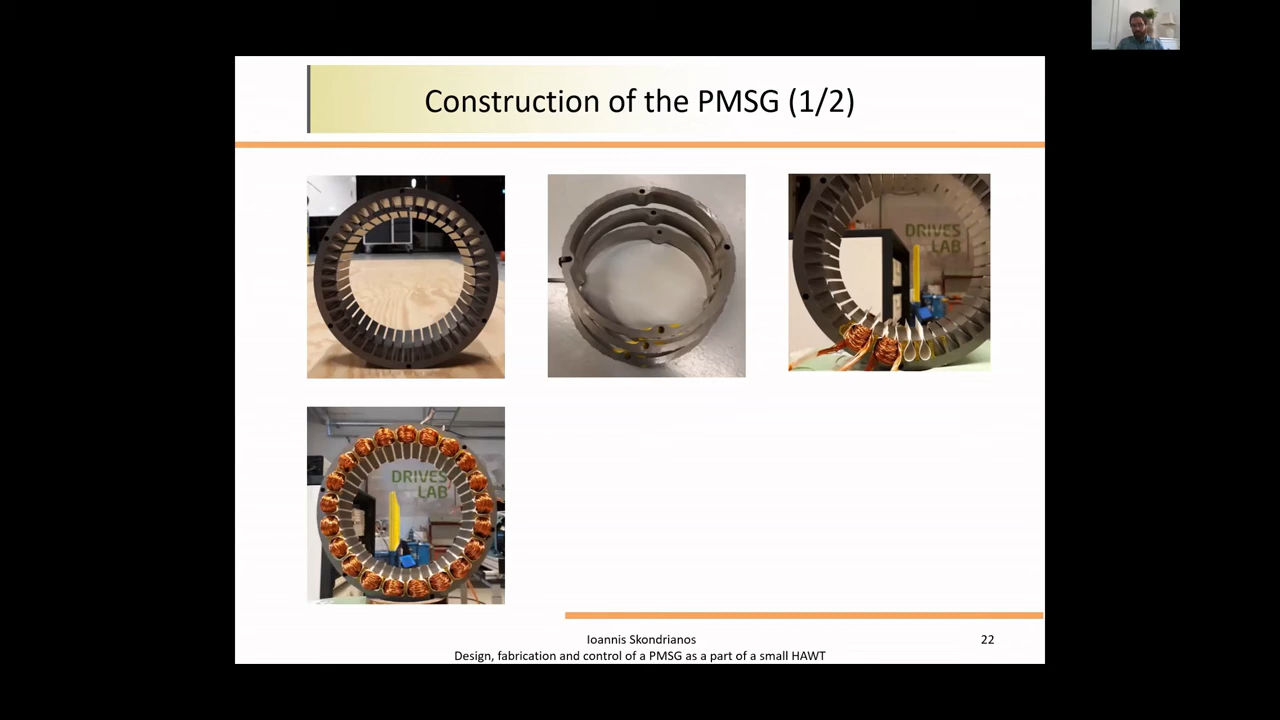 Construction of the PMSG (1/2)
DRIVES
LAB
DRIVES
LAB
Ioannis Skondrianos
22
Design, fabrication and control of a PMSG as a part of a small HAWT